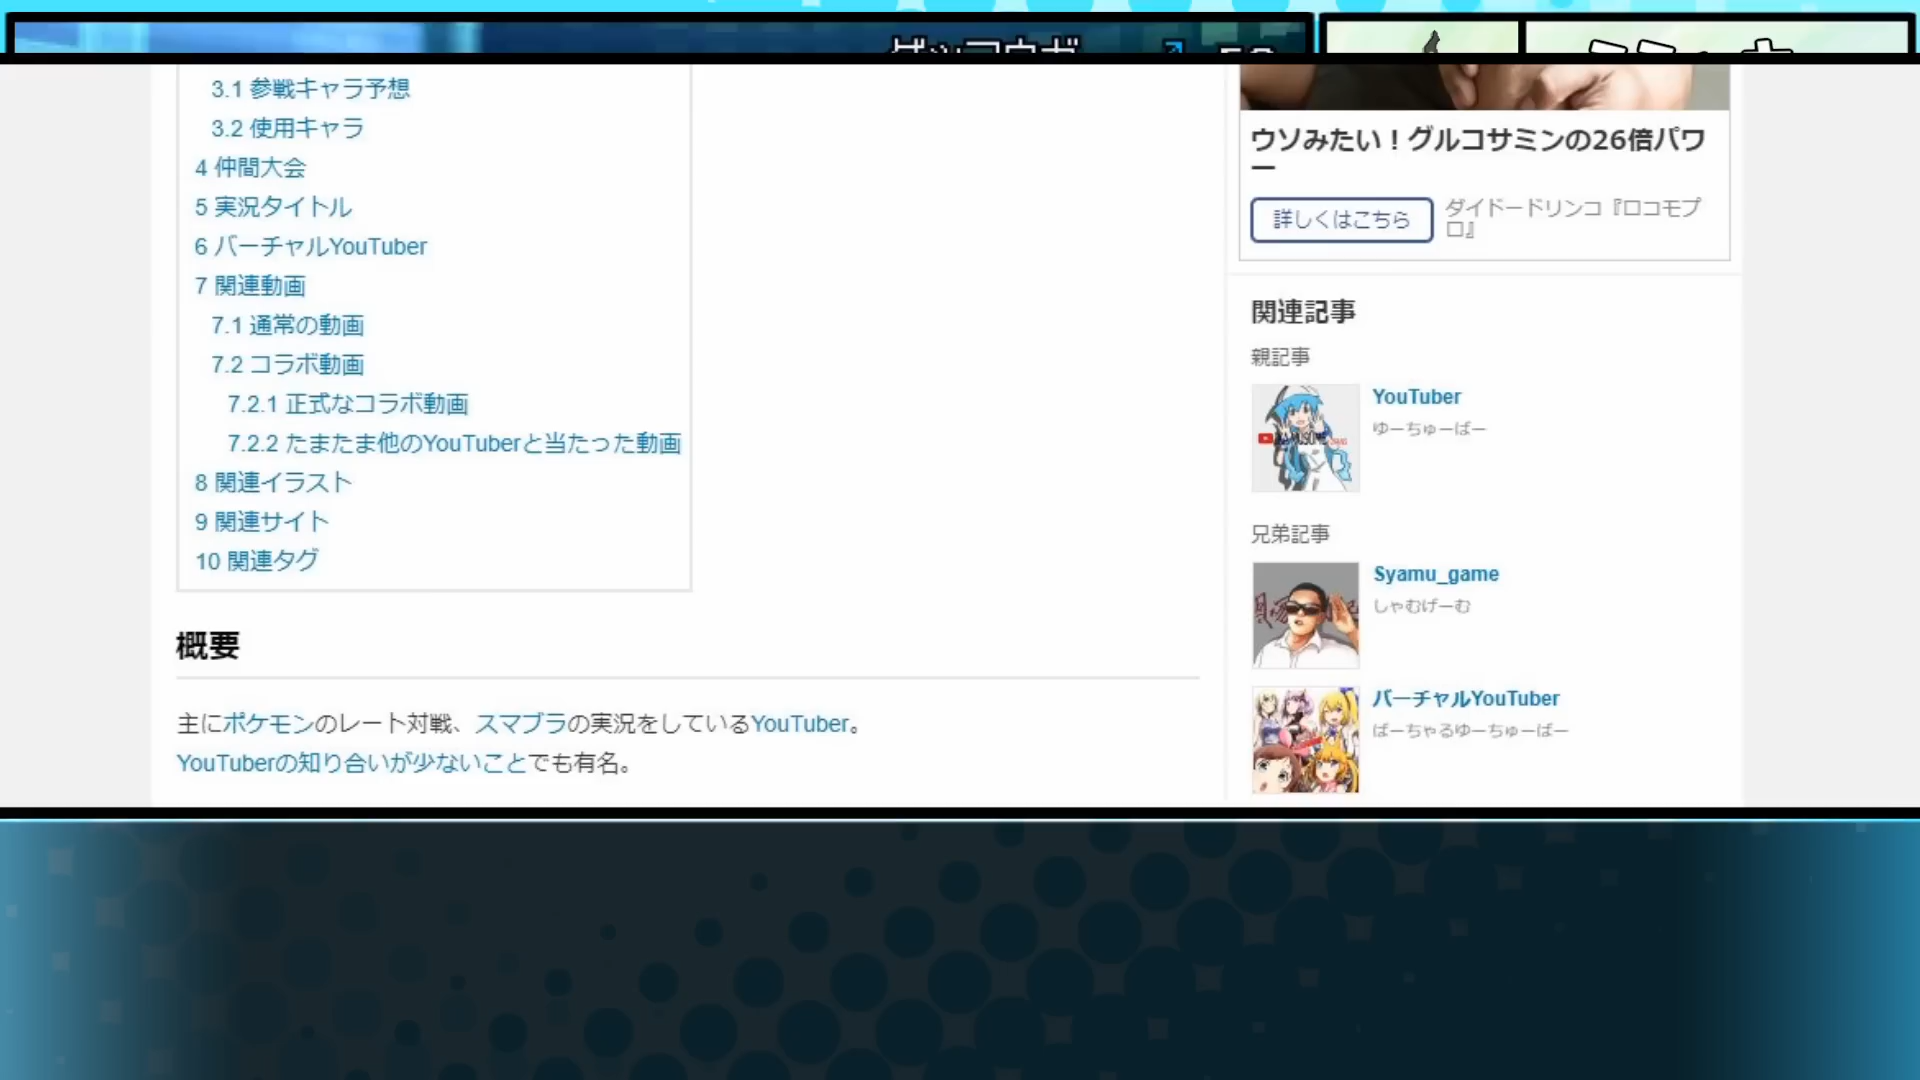 ゲッコウガ
3.1 参戦キャラ予想
3.2 使用キャラ
4 仲間大会
5 実況タイトル
6 バーチャルYouTuber
7 関連動画
7.1 通常の動画
7.2 コラボ動画
7.2.1 正式なコラボ動画
7.2.2 たまたま他のYouTuberと当たった動画
8 関連イラスト
9 関連サイト
10 関連タグ
概要
主にポケモンのレート対戦、スマブラの実況をしているYouTuber。
YouTuberの知り合いが少ないことでも有名。
ウソみたい！グルコサミンの26倍パワ
ー
詳しくはこちら
ダイドードリンコ『ロコモプ
ロ』
関連記事
親記事
YouTuber
ゆーちゅーばー
兄弟記事
Syamu_game
しゃむげーむ
バーチャルYouTuber
ばーちゃるゆーちゅーばー